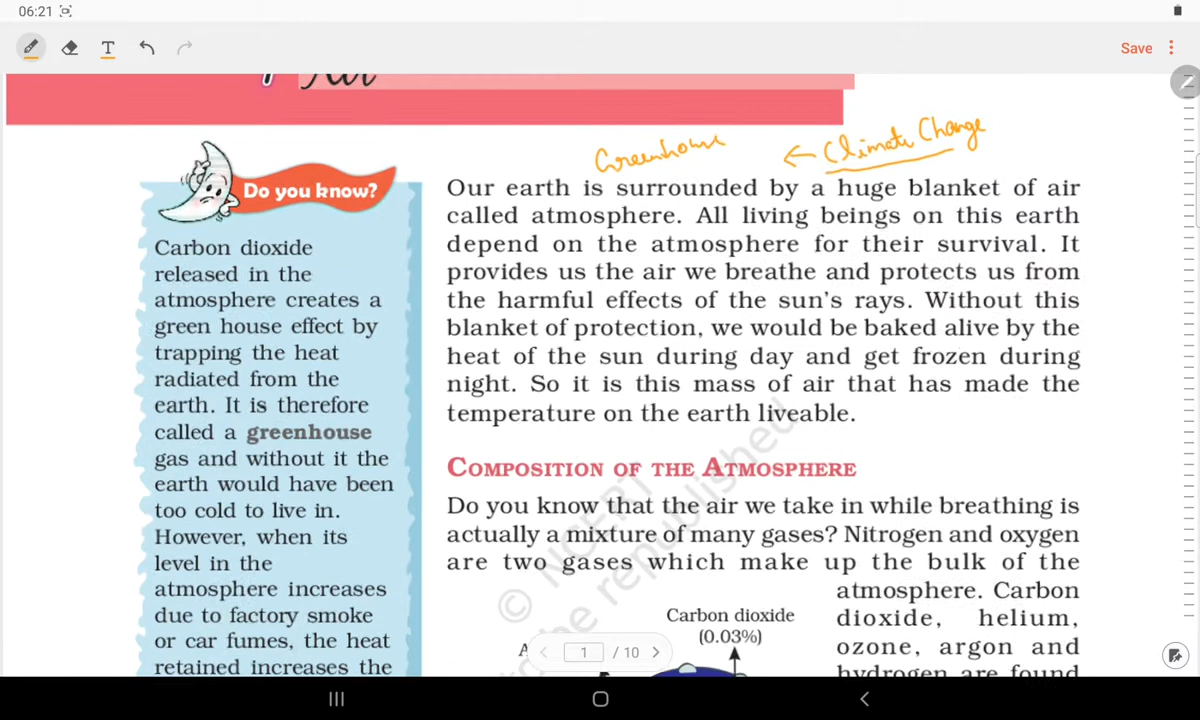 06:21
T
Save
Air
Greenhouse
← Climate Change
Do you know?
Carbon dioxide
released in the
atmosphere creates a
green house effect by
trapping the heat
radiated from the
earth. It is therefore
called a greenhouse
gas and without it the
earth would have been
too cold to live in.
However, when its
level in the
atmosphere increases
due to factory smoke
or car fumes, the heat
retained increases the
Our earth is surrounded by a huge blanket of air
called atmosphere. All living beings on this earth
depend on the atmosphere for their survival. It
provides us the air we breathe and protects us from
the harmful effects of the sun's rays. Without this
blanket of protection, we would be baked alive by the
heat of the sun during day and get frozen during
night. So it is this mass of air that has made the
temperature on the earth liveable.
COMPOSITION OF THE ATMOSPHERE
Do you know that the air we take in while breathing is
actually a mixture of many gases? Nitrogen and oxygen
are two gases which make up the bulk of the
atmosphere. Carbon
dioxide, helium,
ozone, argon and
hydrogen are found
Carbon dioxide
(0.03%)
© NCERT
be republished
1 / 10